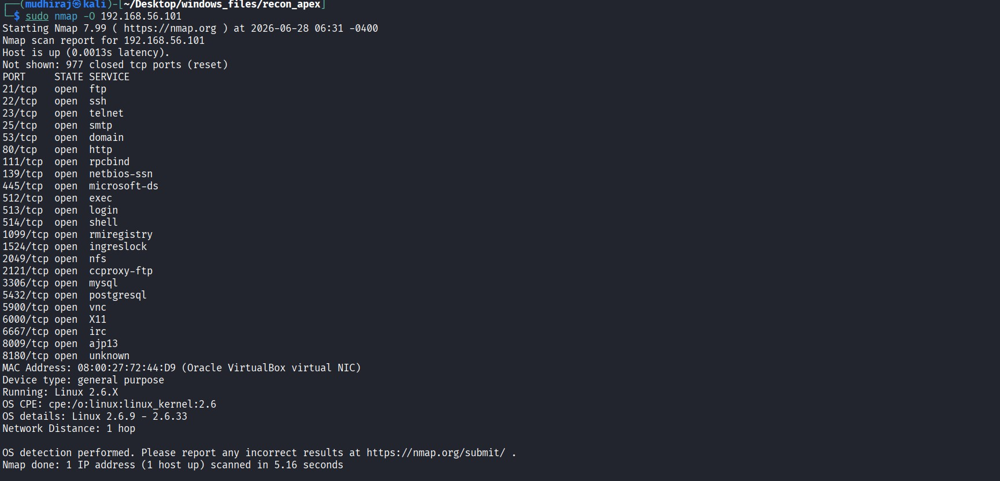 ┌──(mudhiraj㉿kali)-[~/Desktop/windows_files/recon_apex]
└─$ sudo nmap -O 192.168.56.101
Starting Nmap 7.99 ( https://nmap.org ) at 2026-06-28 06:31 -0400
Nmap scan report for 192.168.56.101
Host is up (0.0013s latency).
Not shown: 977 closed tcp ports (reset)
PORT     STATE SERVICE
21/tcp   open  ftp
22/tcp   open  ssh
23/tcp   open  telnet
25/tcp   open  smtp
53/tcp   open  domain
80/tcp   open  http
111/tcp  open  rpcbind
139/tcp  open  netbios-ssn
445/tcp  open  microsoft-ds
512/tcp  open  exec
513/tcp  open  login
514/tcp  open  shell
1099/tcp open  rmiregistry
1524/tcp open  ingreslock
2049/tcp open  nfs
2121/tcp open  ccproxy-ftp
3306/tcp open  mysql
5432/tcp open  postgresql
5900/tcp open  vnc
6000/tcp open  X11
6667/tcp open  irc
8009/tcp open  ajp13
8180/tcp open  unknown
MAC Address: 08:00:27:72:44:D9 (Oracle VirtualBox virtual NIC)
Device type: general purpose
Running: Linux 2.6.X
OS CPE: cpe:/o:linux:linux_kernel:2.6
OS details: Linux 2.6.9 - 2.6.33
Network Distance: 1 hop

OS detection performed. Please report any incorrect results at https://nmap.org/submit/ .
Nmap done: 1 IP address (1 host up) scanned in 5.16 seconds